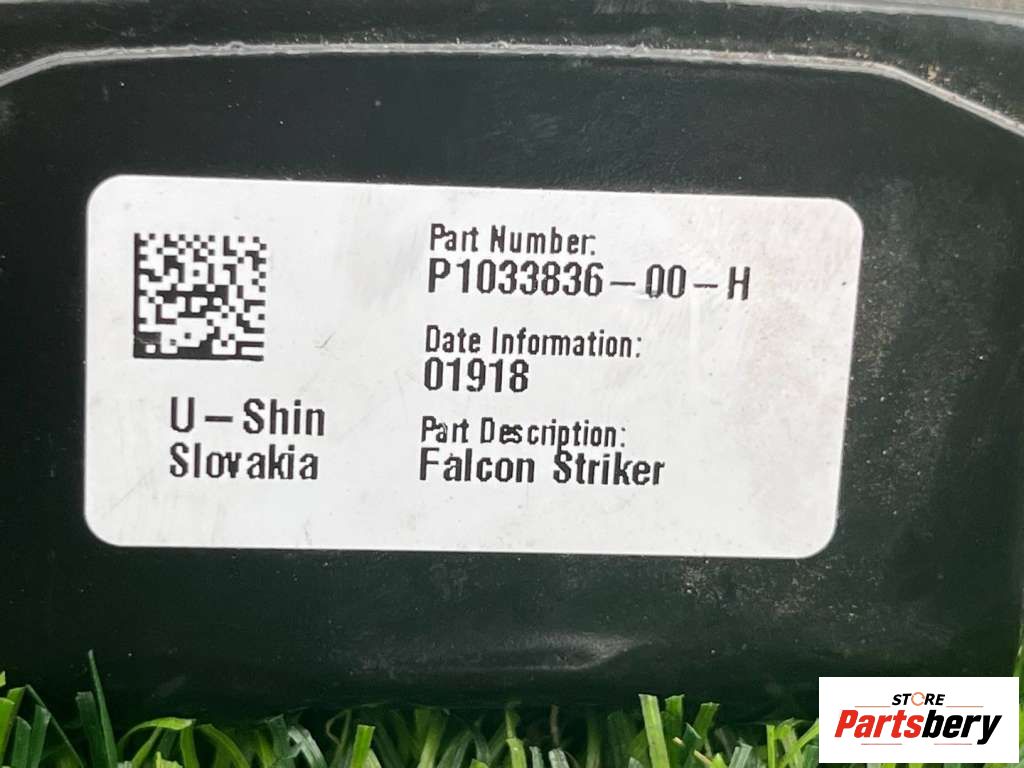 Part Number:
P1033836-00-H
Date Information:
01918
U-Shin
Slovakia
Part Description:
Falcon Striker
STORE
Partsbery